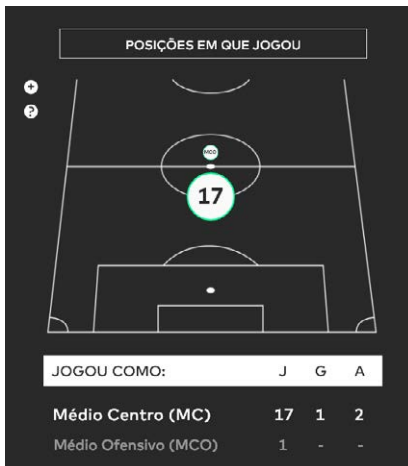 POSIÇÕES EM QUE JOGOU
+
?
MCO
17
JOGOU COMO: J G A
Médio Centro (MC) 17 1 2
Médio Ofensivo (MCO) 1 - -